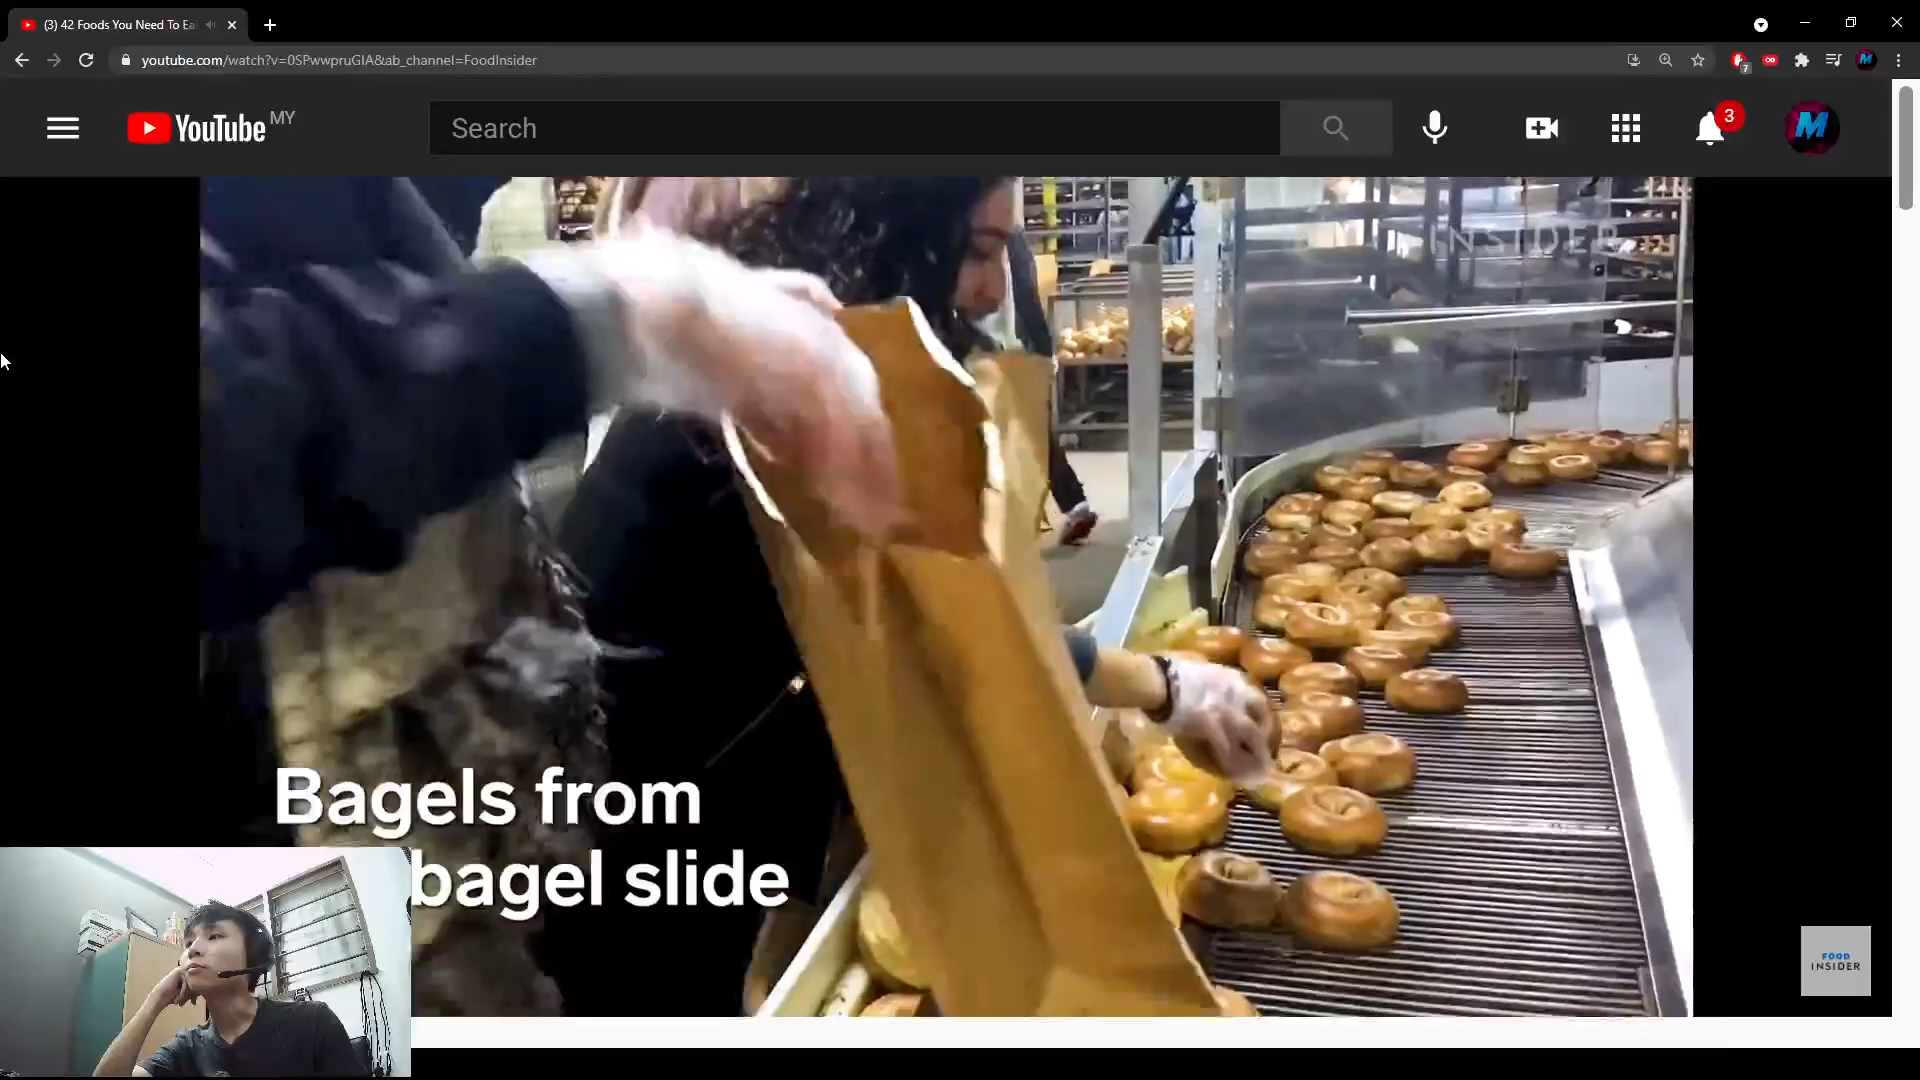 (3) 42 Foods You Need To Ea
youtube.com/watch?v=0SPwwpruGIA&ab_channel=FoodInsider
7
YouTube MY
Search
3
M
INSIDER
Bagels from
bagel slide
FOOD
INSIDER